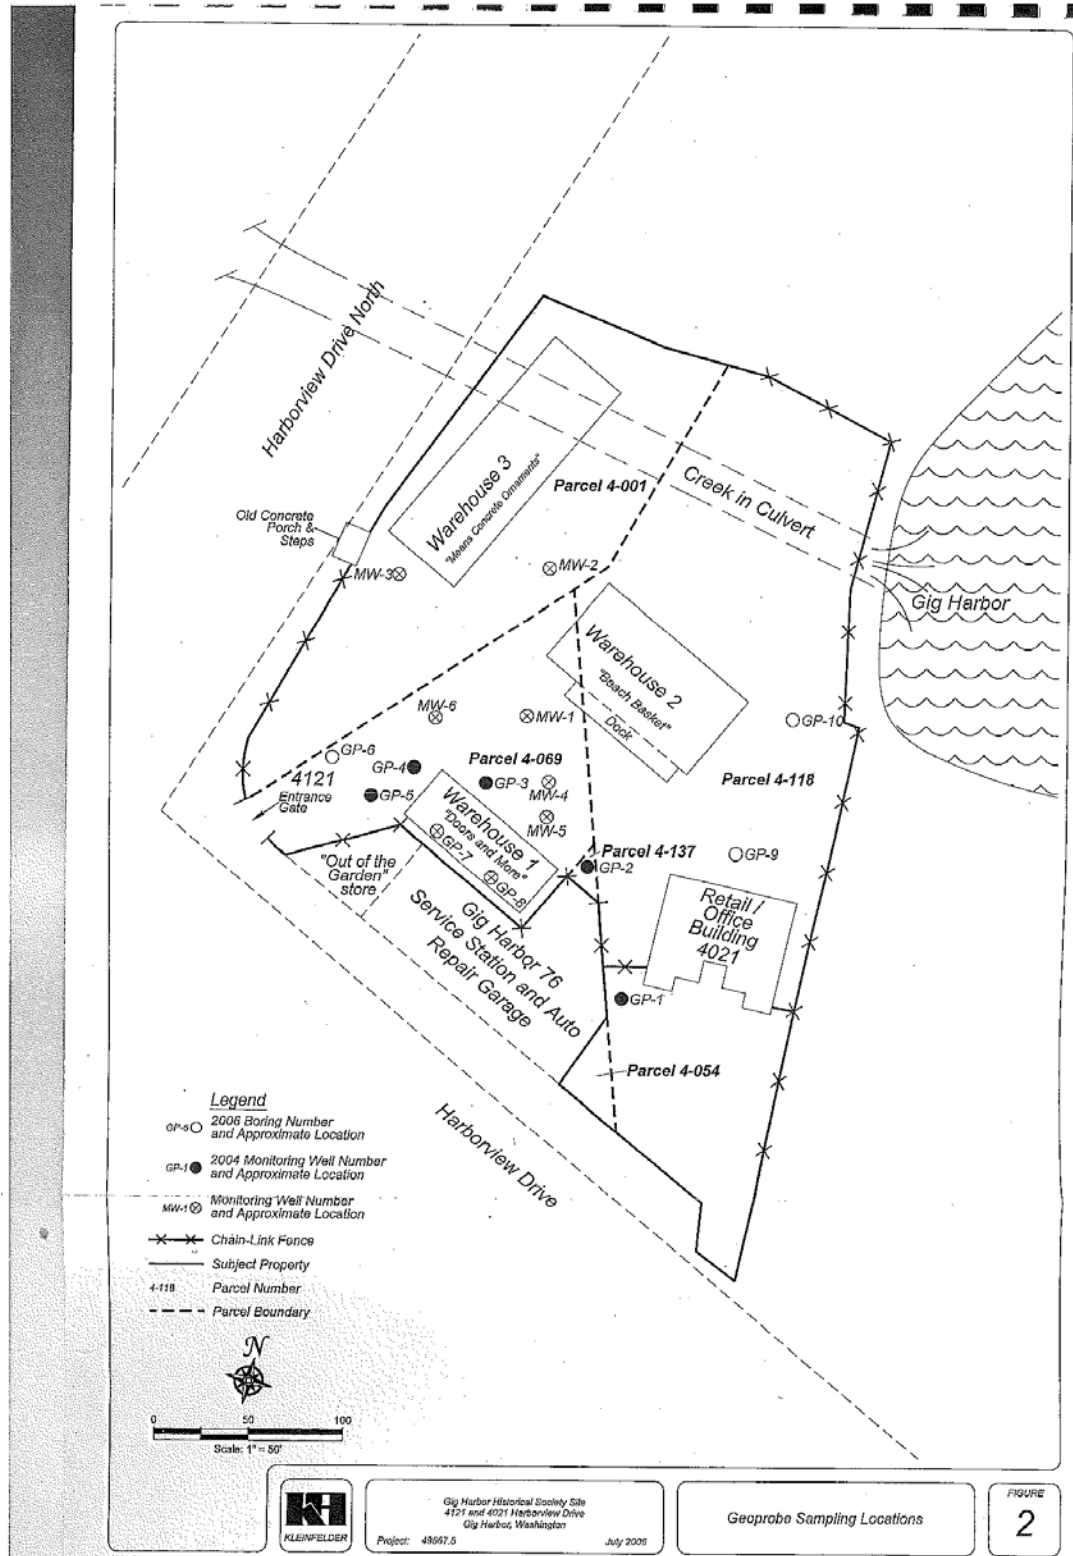 Harborview Drive North
Warehouse 3
"Means Concrete Ornaments"
Parcel 4-001
Creek in Culvert
Old Concrete
Porch &
Steps
MW-3
MW-2
Gig Harbor
Warehouse 2
"Beach Basket"
Dock
MW-6
MW-1
GP-10
GP-6
4121
Entrance
Gate
GP-4
Parcel 4-069
GP-3
MW-4
Parcel 4-118
GP-5
Warehouse 1
"Doors and More"
MW-5
GP-7
GP-8
Parcel 4-137
GP-2
GP-9
"Out of the
Garden"
store
Gig Harbor 76
Service Station and Auto
Repair Garage
Retail /
Office
Building
4021
GP-1
Parcel 4-054
Harborview Drive
Legend
GP-6 2006 Boring Number
and Approximate Location
GP-1 2004 Monitoring Well Number
and Approximate Location
MW-1 Monitoring Well Number
and Approximate Location
Chain-Link Fence
Subject Property
4-118 Parcel Number
Parcel Boundary
N
0 50 100
Scale: 1" = 50'
KLEINFELDER
Gig Harbor Historical Society Site
4121 and 4021 Harborview Drive
Gig Harbor, Washington
Project: 49567.5 July 2006
Geoprobe Sampling Locations
FIGURE
2